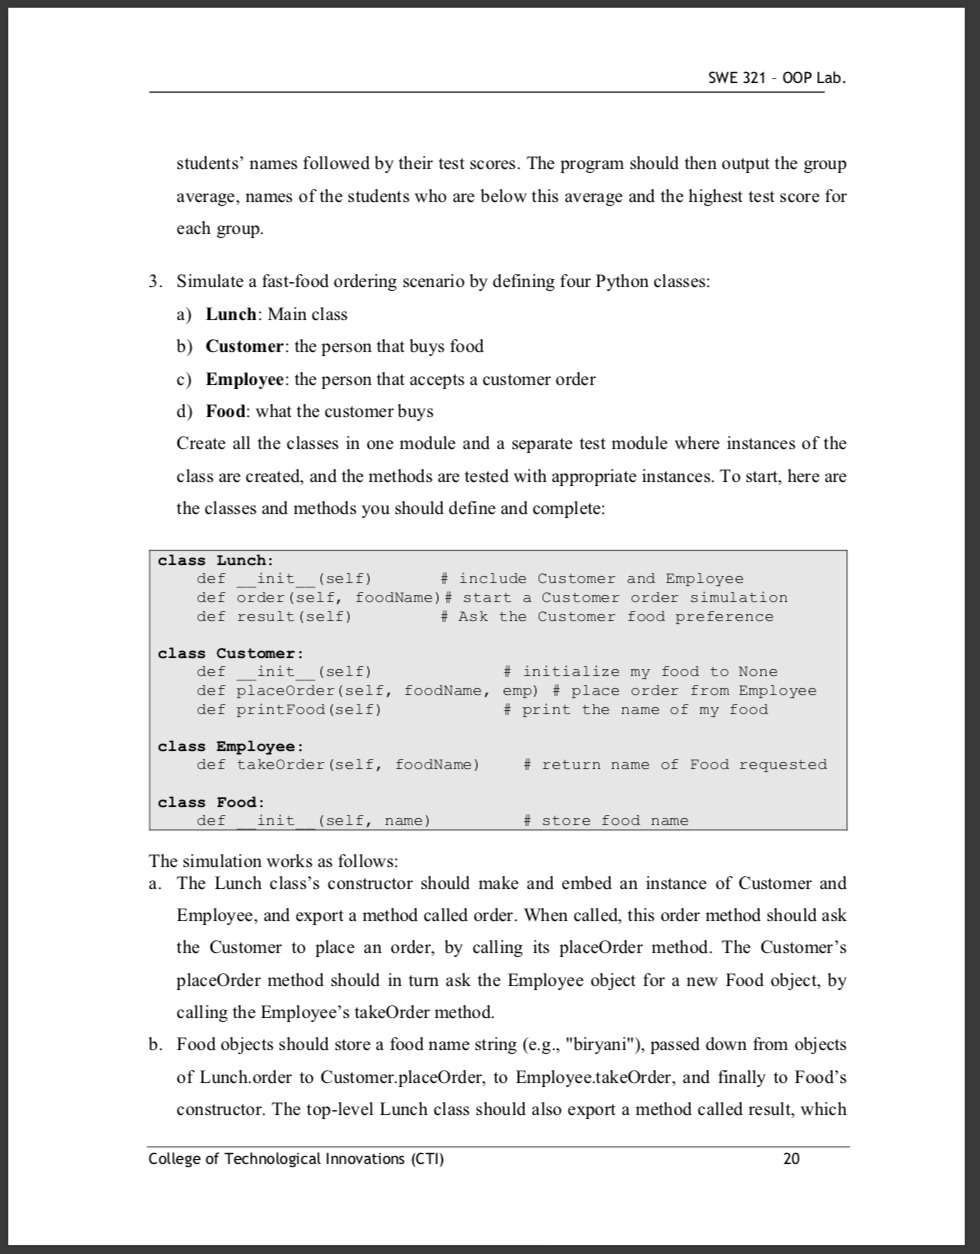 SWE 321 - OOP Lab.
students’ names followed by their test scores. The program should then output the group
average, names of the students who are below this average and the highest test score for
each group.
3. Simulate a fast-food ordering scenario by defining four Python classes:
a) Lunch: Main class
b) Customer: the person that buys food
c) Employee: the person that accepts a customer order
d) Food: what the customer buys
Create all the classes in one module and a separate test module where instances of the
class are created, and the methods are tested with appropriate instances. To start, here are
the classes and methods you should define and complete:
class Lunch:
def __init__(self) # include Customer and Employee
def order(self, foodName)# start a Customer order simulation
def result(self) # Ask the Customer food preference
class Customer:
def __init__(self) # initialize my food to None
def placeOrder(self, foodName, emp) # place order from Employee
def printFood(self) # print the name of my food
class Employee:
def takeOrder(self, foodName) # return name of Food requested
class Food:
def __init__(self, name) # store food name
The simulation works as follows:
a. The Lunch class’s constructor should make and embed an instance of Customer and
Employee, and export a method called order. When called, this order method should ask
the Customer to place an order, by calling its placeOrder method. The Customer’s
placeOrder method should in turn ask the Employee object for a new Food object, by
calling the Employee’s takeOrder method.
b. Food objects should store a food name string (e.g., "biryani"), passed down from objects
of Lunch.order to Customer.placeOrder, to Employee.takeOrder, and finally to Food’s
constructor. The top-level Lunch class should also export a method called result, which
College of Technological Innovations (CTI) 20